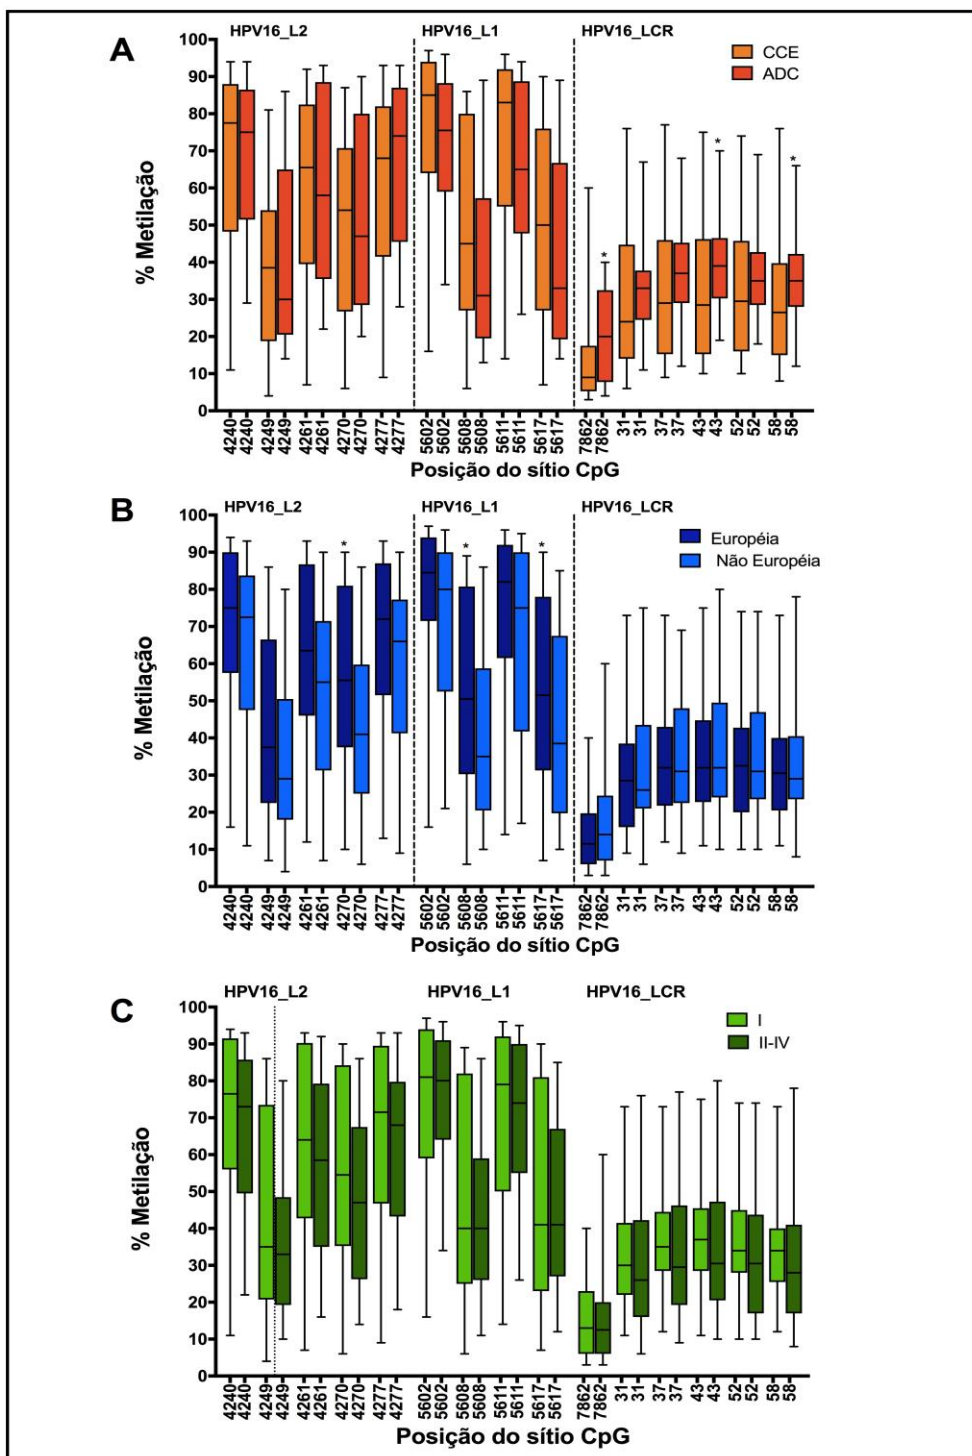 A
HPV16_L2 HPV16_L1 HPV16_LCR
CCE
ADC
% Metilação
100
90
80
70
60
50
40
30
20
10
0
* * *
4240 4240 4249 4249 4261 4261 4270 4270 4277 4277 5602 5602 5608 5608 5611 5611 5617 5617 7862 7862 31 31 37 37 43 43 52 52 58 58
Posição do sítio CpG
B
HPV16_L2 HPV16_L1 HPV16_LCR
Européia
Não Européia
% Metilação
100
90
80
70
60
50
40
30
20
10
0
* * *
4240 4240 4249 4249 4261 4261 4270 4270 4277 4277 5602 5602 5608 5608 5611 5611 5617 5617 7862 7862 31 31 37 37 43 43 52 52 58 58
Posição do sítio CpG
C
HPV16_L2 HPV16_L1 HPV16_LCR
I
II-IV
% Metilação
100
90
80
70
60
50
40
30
20
10
0
4240 4240 4249 4249 4261 4261 4270 4270 4277 4277 5602 5602 5608 5608 5611 5611 5617 5617 7862 7862 31 31 37 37 43 43 52 52 58 58
Posição do sítio CpG